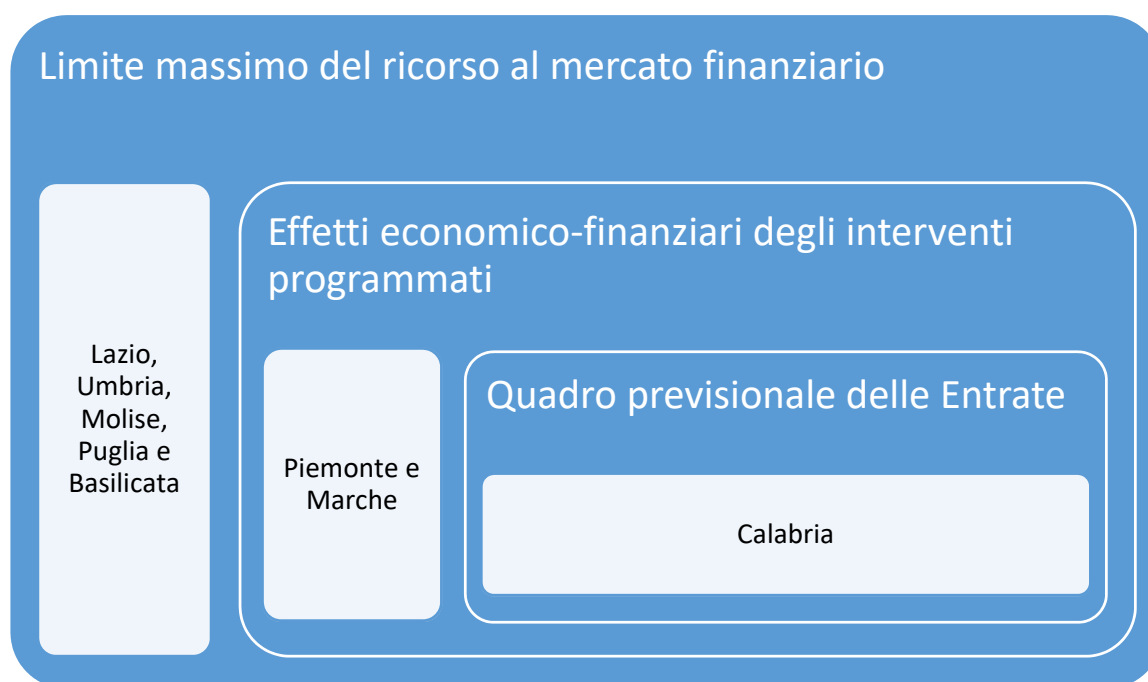 Limite massimo del ricorso al mercato finanziario
Lazio,
Umbria,
Molise,
Puglia e
Basilicata
Effetti economico-finanziari degli interventi
programmati
Piemonte e
Marche
Quadro previsionale delle Entrate
Calabria